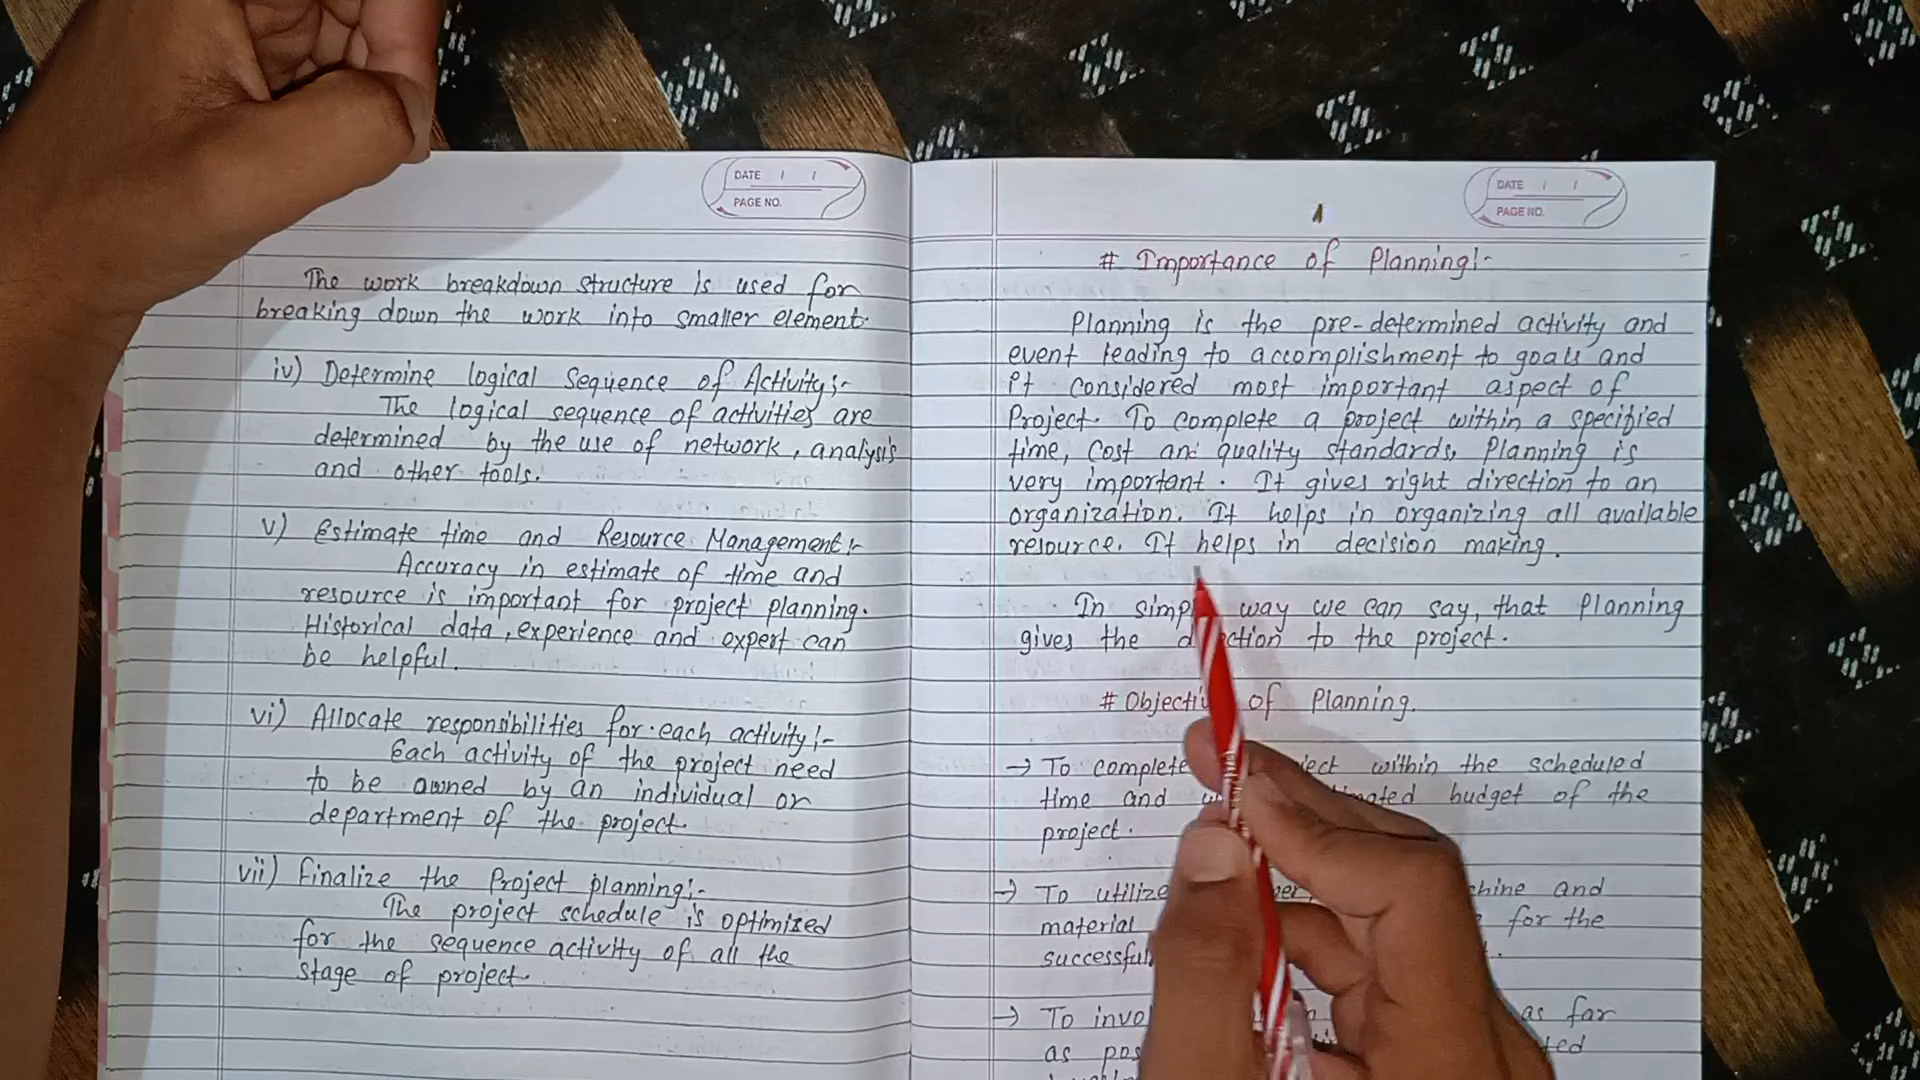 DATE / /
PAGE NO.
The work breakdown structure is used for
breaking down the work into smaller element.
iv) Determine logical Sequence of Activity:-
The logical sequence of activities are
determined by the use of network, analysis
and other tools.
v) Estimate time and Resource Management:-
Accuracy in estimate of time and
resource is important for project planning.
Historical data, experience and expert can
be helpful.
vi) Allocate responsibilities for each activity:-
Each activity of the project need
to be owned by an individual or
department of the project.
vii) Finalize the Project planning:-
The project schedule is optimized
for the sequence activity of all the
stage of project.
DATE / /
PAGE NO.
# Importance of Planning:-
Planning is the pre-determined activity and
event leading to accomplishment to goals and
it considered most important aspect of
Project. To complete a project within a specified
time, cost and quality standards, Planning is
very important. It gives right direction to an
organization. It helps in organizing all available
resource. It helps in decision making.
In way we can say, that Planning
gives the to the project.
# of Planning.
→ To complete within the scheduled
time and budget of the
project.
→ To utilize and
material for the
→ To as far
as